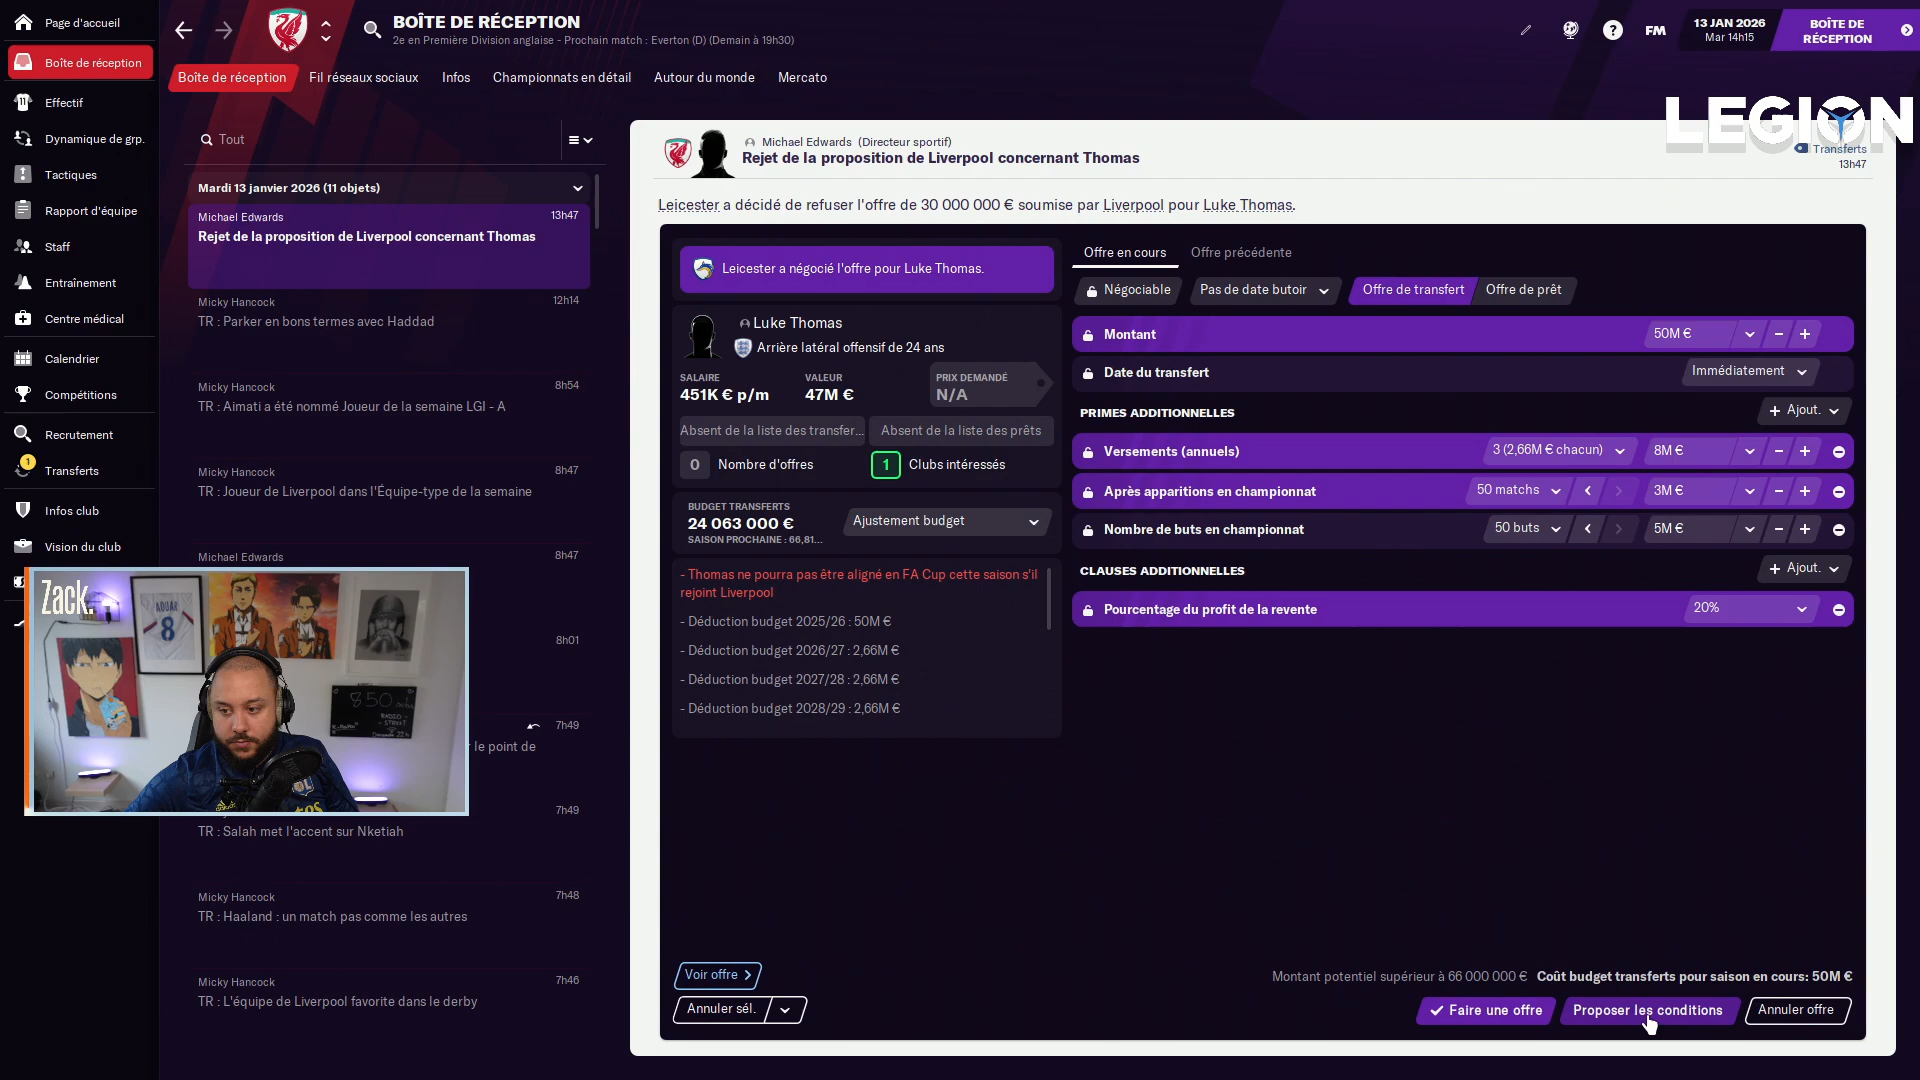 Page d'accueil
Boîte de réception
Effectif
Dynamique de grp.
Tactiques
Rapport d'équipe
Staff
Entraînement
Centre médical
Calendrier
Compétitions
Recrutement
1
Transferts
Infos club
Vision du club
BOÎTE DE RÉCEPTION
2e en Première Division anglaise - Prochain match : Everton (D) (Demain à 19h30)
FM
13 JAN 2026
Mar 14h15
BOÎTE DE
RÉCEPTION
Boîte de réception
Fil réseaux sociaux
Infos
Championnats en détail
Autour du monde
Mercato
LEGION
Tout
Mardi 13 janvier 2026 (11 objets)
Michael Edwards
13h47
Rejet de la proposition de Liverpool concernant Thomas
Micky Hancock
12h14
TR : Parker en bons termes avec Haddad
Micky Hancock
8h54
TR : Aimati a été nommé Joueur de la semaine LGI - A
Micky Hancock
8h47
TR : Joueur de Liverpool dans l'Équipe-type de la semaine
Michael Edwards
8h47
8h01
7h49
le point de
7h49
TR : Salah met l'accent sur Nketiah
Micky Hancock
7h48
TR : Haaland : un match pas comme les autres
Micky Hancock
7h46
TR : L'équipe de Liverpool favorite dans le derby
Zack.
AOUAR
8
850
Michael Edwards (Directeur sportif)
Rejet de la proposition de Liverpool concernant Thomas
Transferts
13h47
Leicester a décidé de refuser l'offre de 30 000 000 € soumise par Liverpool pour Luke Thomas.
Leicester a négocié l'offre pour Luke Thomas.
Luke Thomas
Arrière latéral offensif de 24 ans
SALAIRE
451K € p/m
VALEUR
47M €
PRIX DEMANDÉ
N/A
Absent de la liste des transfer...
Absent de la liste des prêts
0
Nombre d'offres
1
Clubs intéressés
BUDGET TRANSFERTS
24 063 000 €
SAISON PROCHAINE : 66,81...
Ajustement budget
- Thomas ne pourra pas être aligné en FA Cup cette saison s'il
rejoint Liverpool
- Déduction budget 2025/26 : 50M €
- Déduction budget 2026/27 : 2,66M €
- Déduction budget 2027/28 : 2,66M €
- Déduction budget 2028/29 : 2,66M €
Offre en cours
Offre précédente
Négociable
Pas de date butoir
Offre de transfert
Offre de prêt
Montant
50M €
Date du transfert
Immédiatement
PRIMES ADDITIONNELLES
Ajout.
Versements (annuels)
3 (2,66M € chacun)
8M €
Après apparitions en championnat
50 matchs
3M €
Nombre de buts en championnat
50 buts
5M €
CLAUSES ADDITIONNELLES
Ajout.
Pourcentage du profit de la revente
20%
Voir offre
Annuler sél.
Montant potentiel supérieur à 66 000 000 €
Coût budget transferts pour saison en cours: 50M €
Faire une offre
Proposer les conditions
Annuler offre